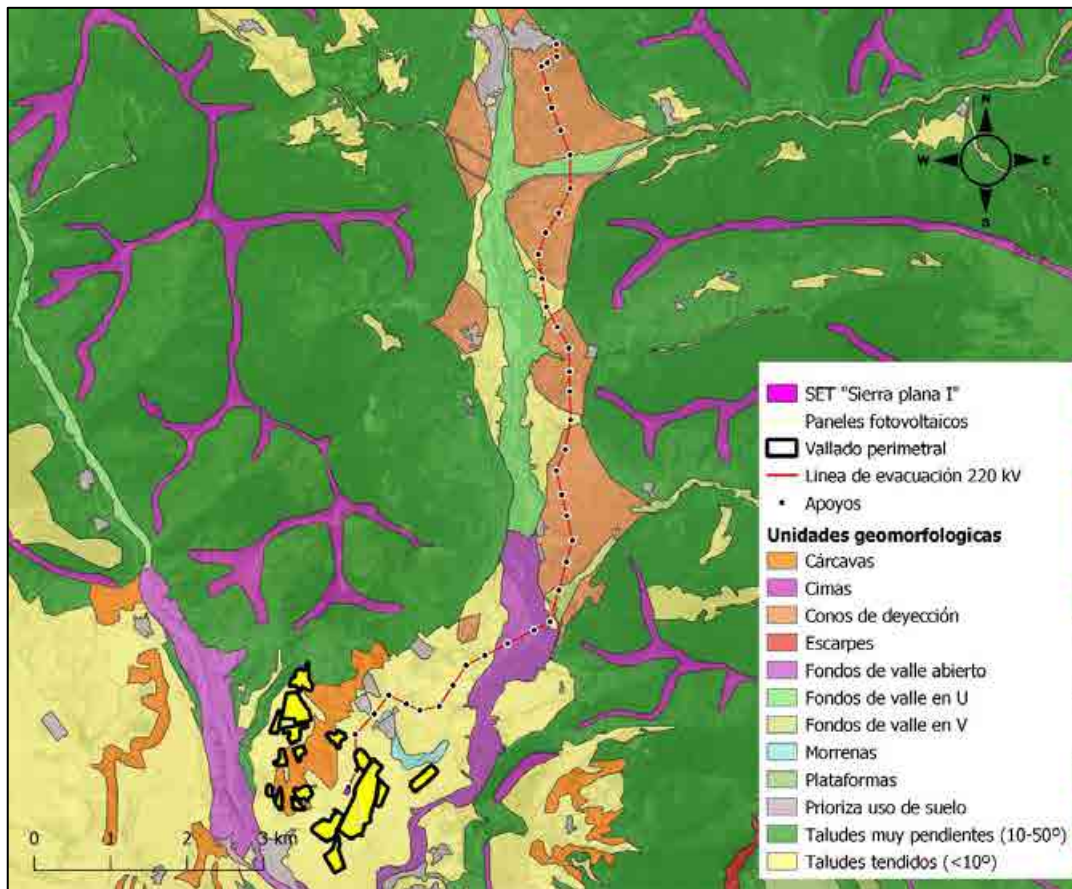 N
W
E
S
SET "Sierra plana I"
Paneles fotovoltaicos
Vallado perimetral
Linea de evacuación 220 kV
Apoyos
Unidades geomorfologicas
Cárcavas
Cimas
Conos de deyección
Escarpes
Fondos de valle abierto
Fondos de valle en U
Fondos de valle en V
Morrenas
Plataformas
Prioriza uso de suelo
Taludes muy pendientes (10-50º)
Taludes tendidos (<10º)
0 1 2 3 km